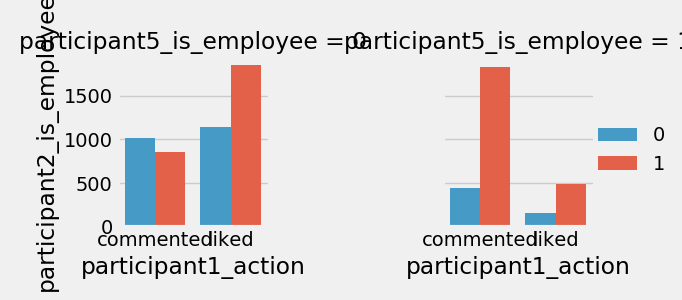 participant5_is_employee = 0
participant5_is_employee = 1
participant2_is_employee
1500
1000
500
0
commented liked
commented liked
participant1_action
participant1_action
0
1